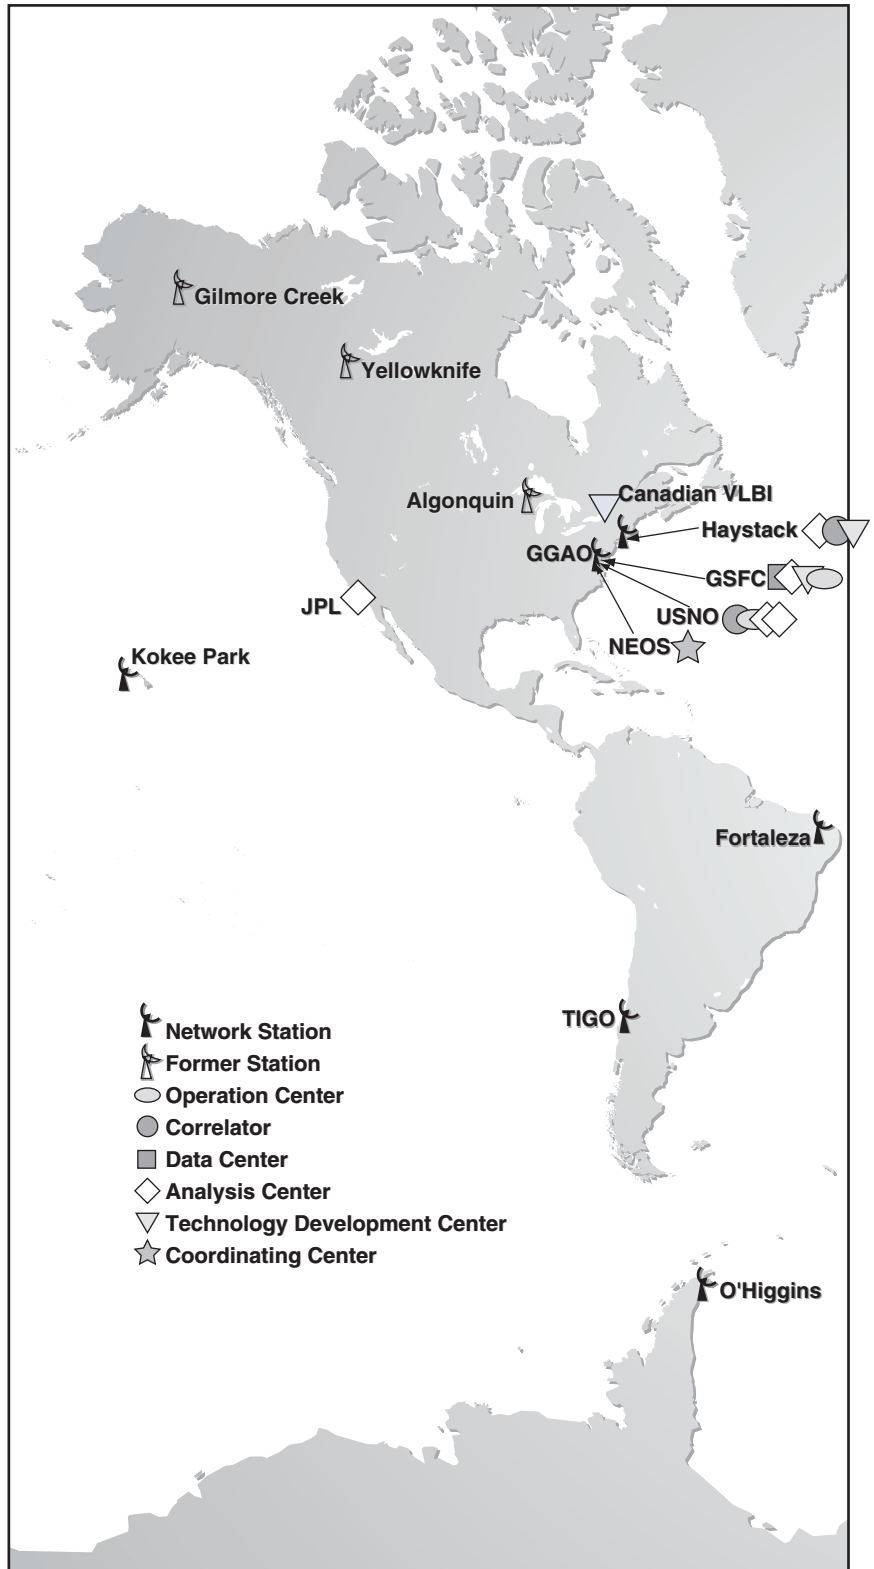 Gilmore Creek
Yellowknife
Algonquin
Canadian VLBI
Haystack
GGAO
GSFC
JPL
USNO
NEOS
Kokee Park
Fortaleza
TIGO
Network Station
Former Station
Operation Center
Correlator
Data Center
Analysis Center
Technology Development Center
Coordinating Center
O'Higgins